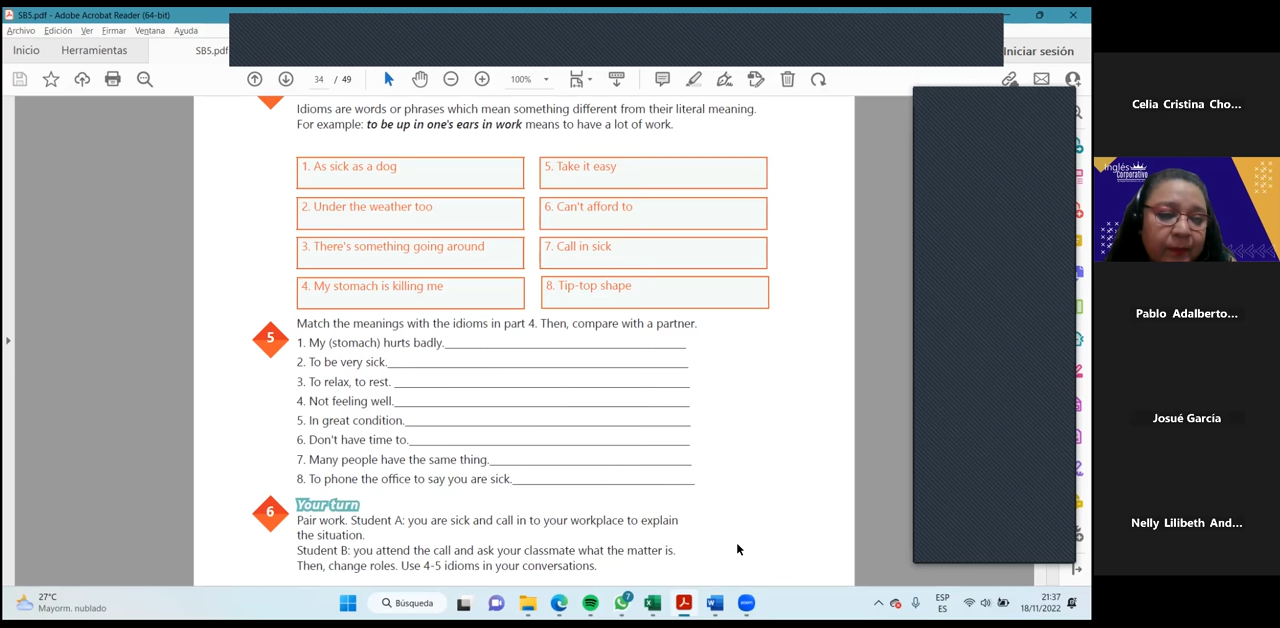 SB5.pdf - Adobe Acrobat Reader (64-bit)
Archivo Edición Ver Firmar Ventana Ayuda
Inicio Herramientas SB5.pdf Iniciar sesión
34 / 49 100%
Idioms are words or phrases which mean something different from their literal meaning.
For example: to be up in one's ears in work means to have a lot of work.
1. As sick as a dog
5. Take it easy
2. Under the weather too
6. Can't afford to
3. There's something going around
7. Call in sick
4. My stomach is killing me
8. Tip-top shape
5
Match the meanings with the idioms in part 4. Then, compare with a partner.
1. My (stomach) hurts badly.
2. To be very sick.
3. To relax, to rest.
4. Not feeling well.
5. In great condition.
6. Don't have time to.
7. Many people have the same thing.
8. To phone the office to say you are sick.
6
Your turn
Pair work. Student A: you are sick and call in to your workplace to explain
the situation.
Student B: you attend the call and ask your classmate what the matter is.
Then, change roles. Use 4-5 idioms in your conversations.
27°C
Mayorm. nublado
Búsqueda
7
ESP
ES
21:37
18/11/2022
Celia Cristina Cho...
Inglés
Corporativo
Pablo Adalberto...
Josué García
Nelly Lilibeth And...